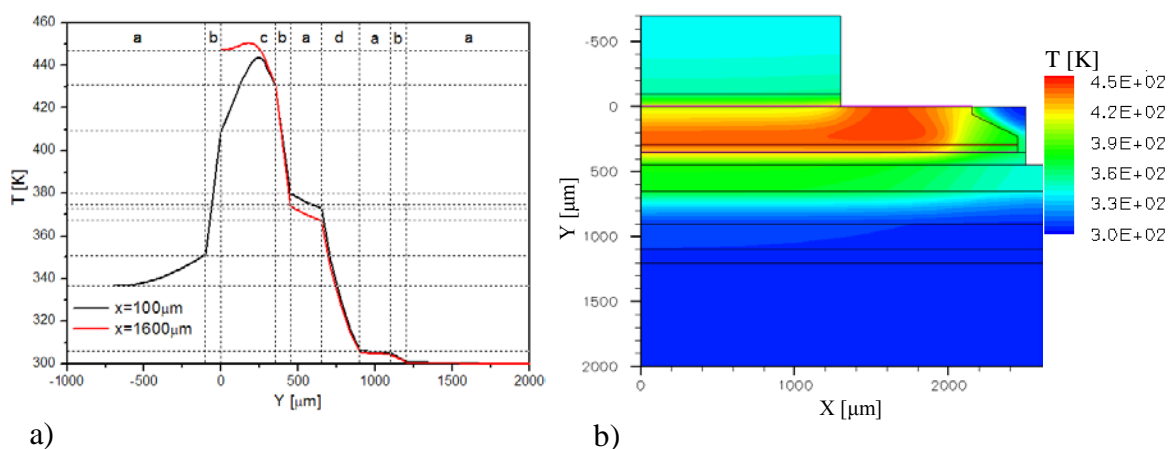 a b c b a d a b a
T [K]
460
440
420
400
380
360
340
320
300
-1000 -500 0 500 1000 1500 2000
Y [μm]
x=100μm
x=1600μm
a)
T [K]
4.5E+02
4.2E+02
3.9E+02
3.6E+02
3.3E+02
3.0E+02
Y [μm]
-500
0
500
1000
1500
2000
0 1000 2000
X [μm]
b)